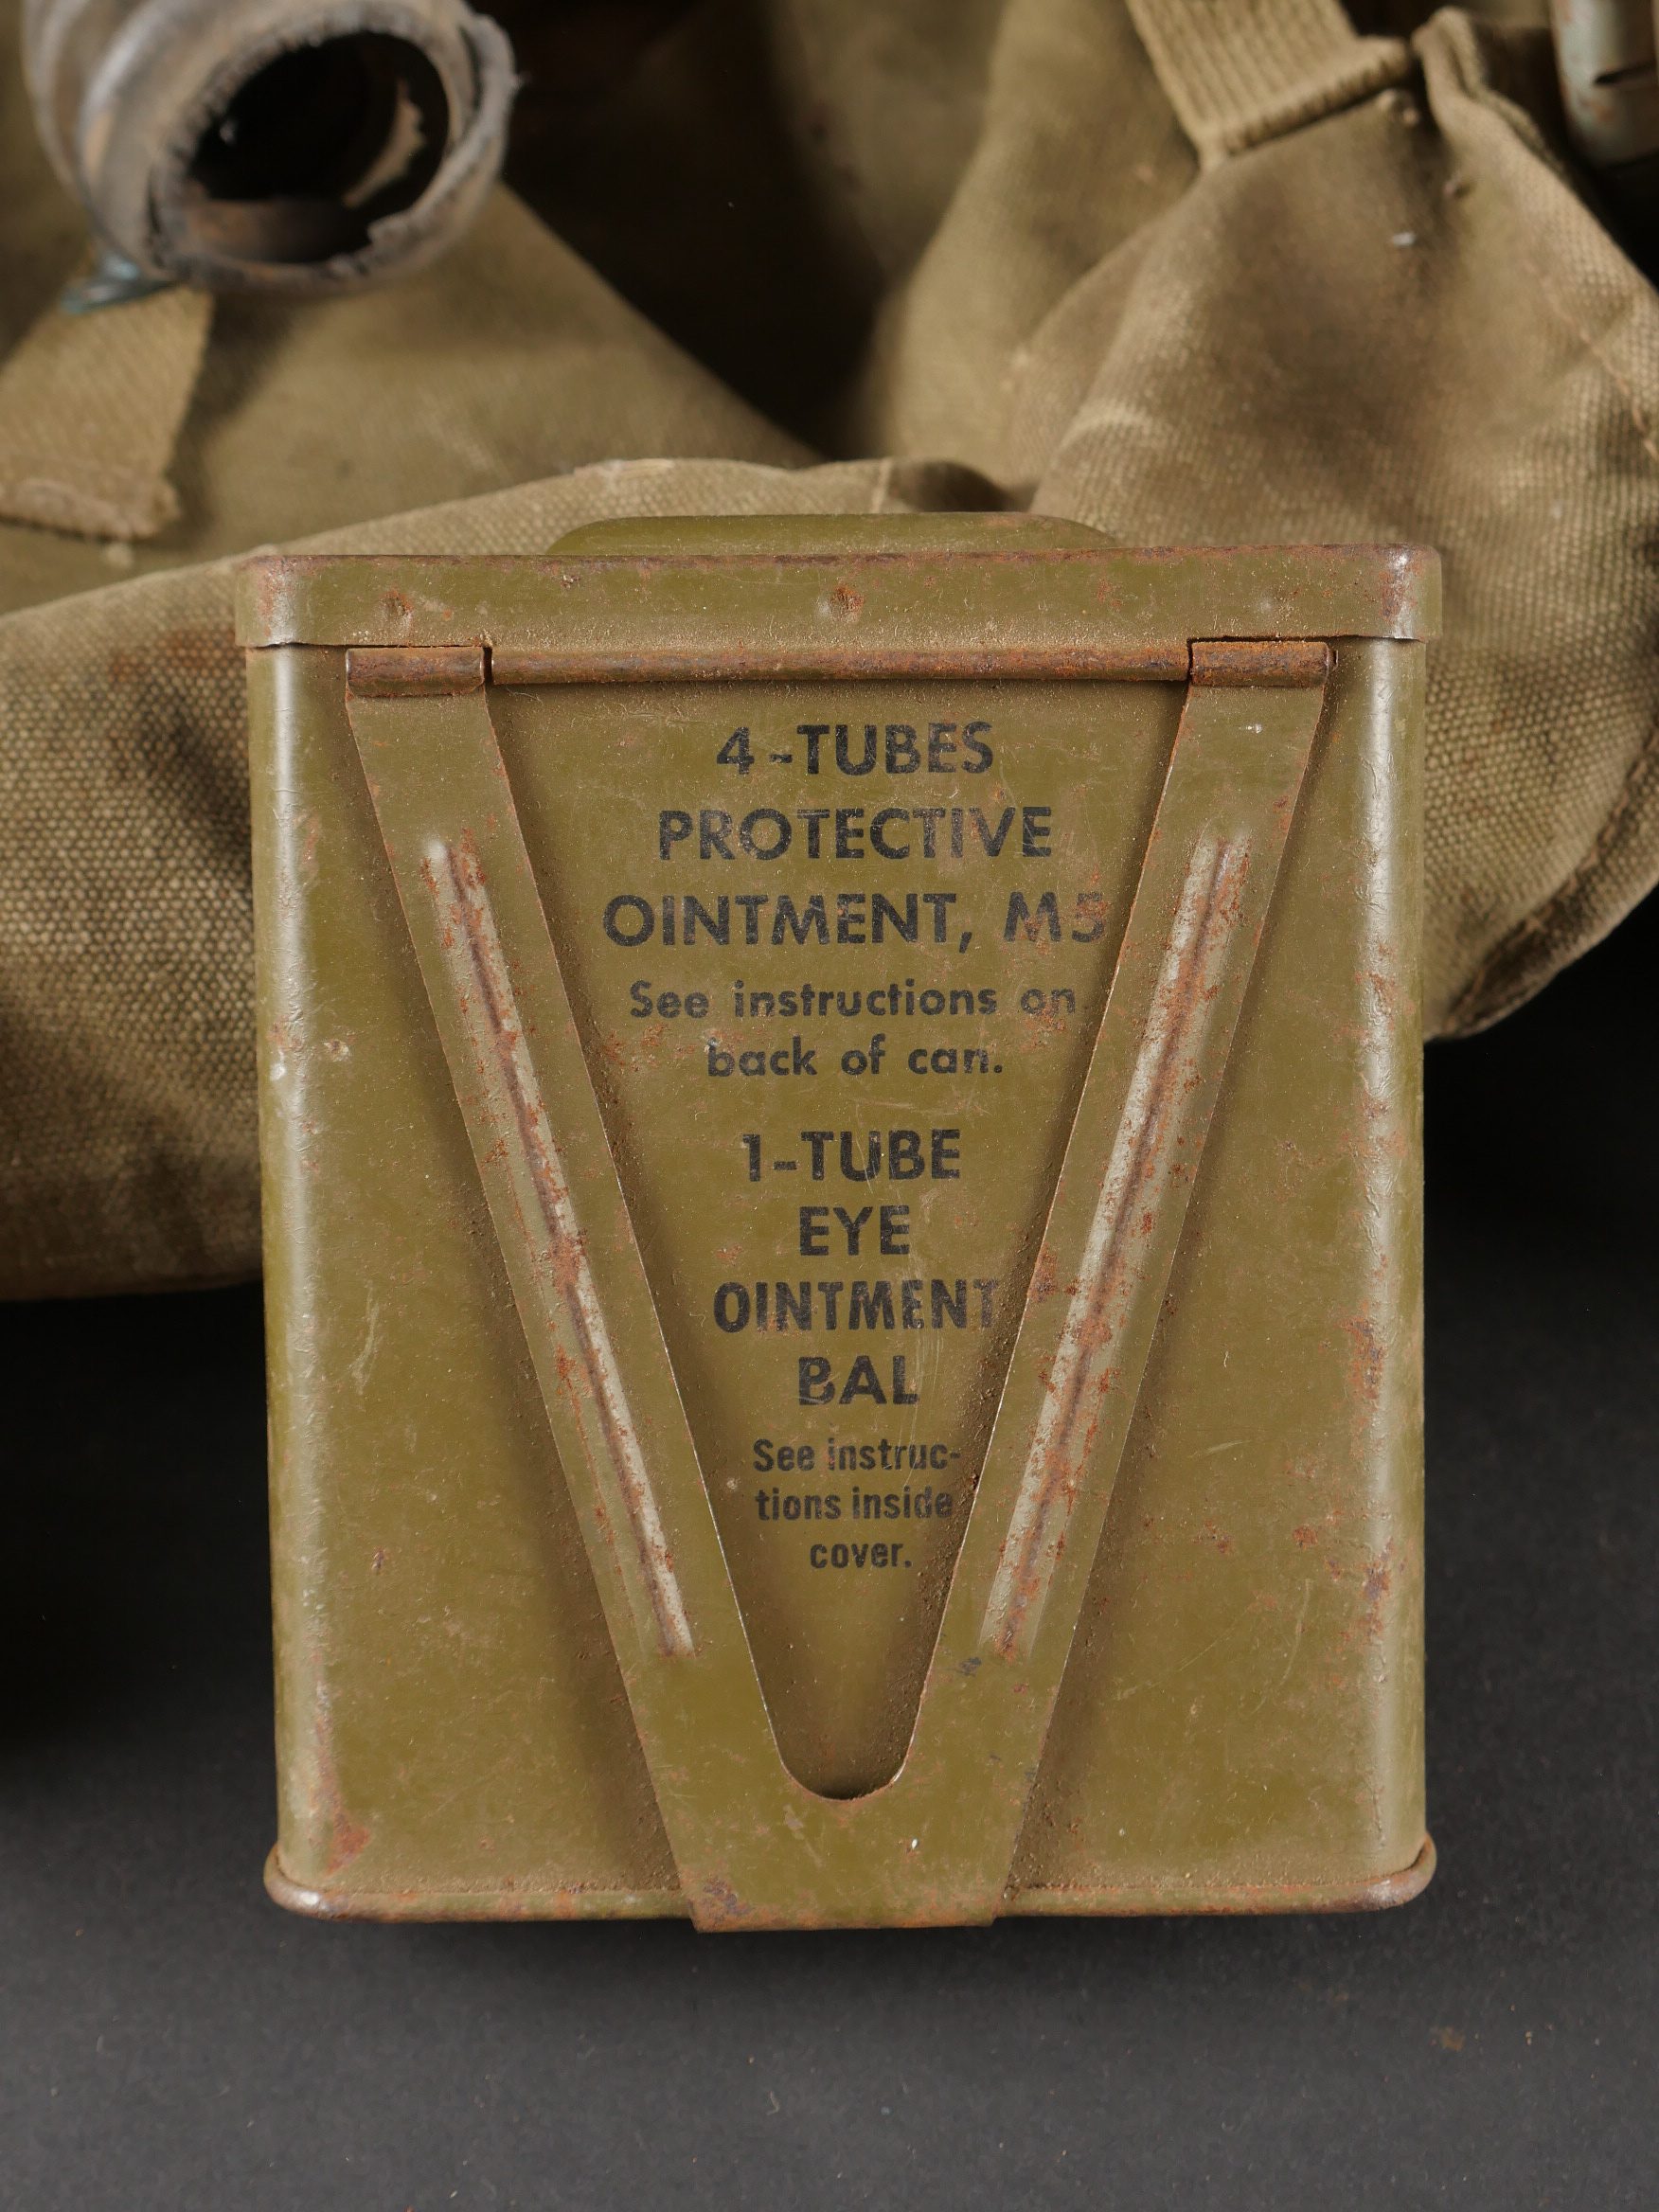 4-TUBES
PROTECTIVE
OINTMENT, M5
See instructions on
back of can.
1-TUBE
EYE
OINTMENT
BAL
See instruc-
tions inside
cover.